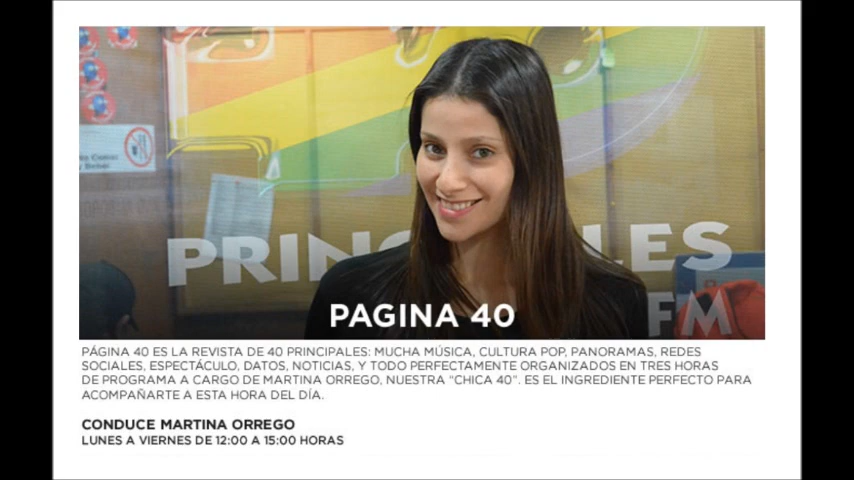 PRINCIPALES
FM
PAGINA 40
PÁGINA 40 ES LA REVISTA DE 40 PRINCIPALES: MUCHA MÚSICA, CULTURA POP, PANORAMAS, REDES
SOCIALES, ESPECTÁCULO, DATOS, NOTICIAS, Y TODO PERFECTAMENTE ORGANIZADOS EN TRES HORAS
DE PROGRAMA A CARGO DE MARTINA ORREGO, NUESTRA "CHICA 40". ES EL INGREDIENTE PERFECTO PARA
ACOMPAÑARTE A ESTA HORA DEL DÍA.
CONDUCE MARTINA ORREGO
LUNES A VIERNES DE 12:00 A 15:00 HORAS